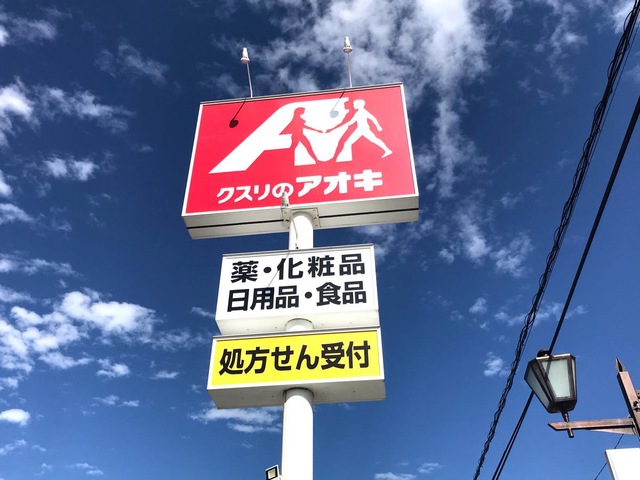 クスリのアオキ
薬・化粧品
日用品・食品
処方せん受付